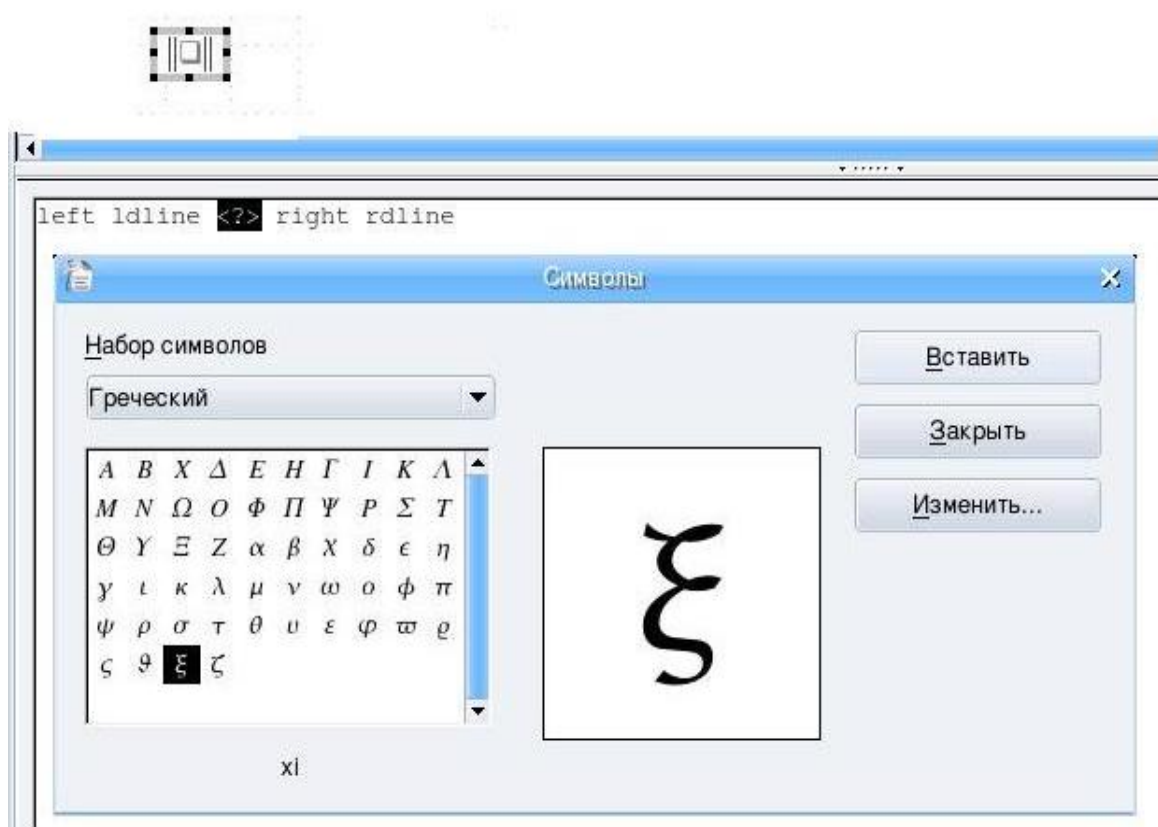 left ldline <?> right rdline
Символы
Набор символов
Греческий
Вставить
Закрыть
Изменить...
Α Β Χ Δ Ε Η Γ Ι Κ Λ
Μ Ν Ω Ο Φ Π Ψ Ρ Σ Τ
Θ Υ Ξ Ζ α β χ δ ϵ η
γ ι κ λ μ ν ω ο ϕ π
ψ ρ σ τ θ υ ε φ ϖ ϱ
ς ϑ ξ ζ
ξ
xi